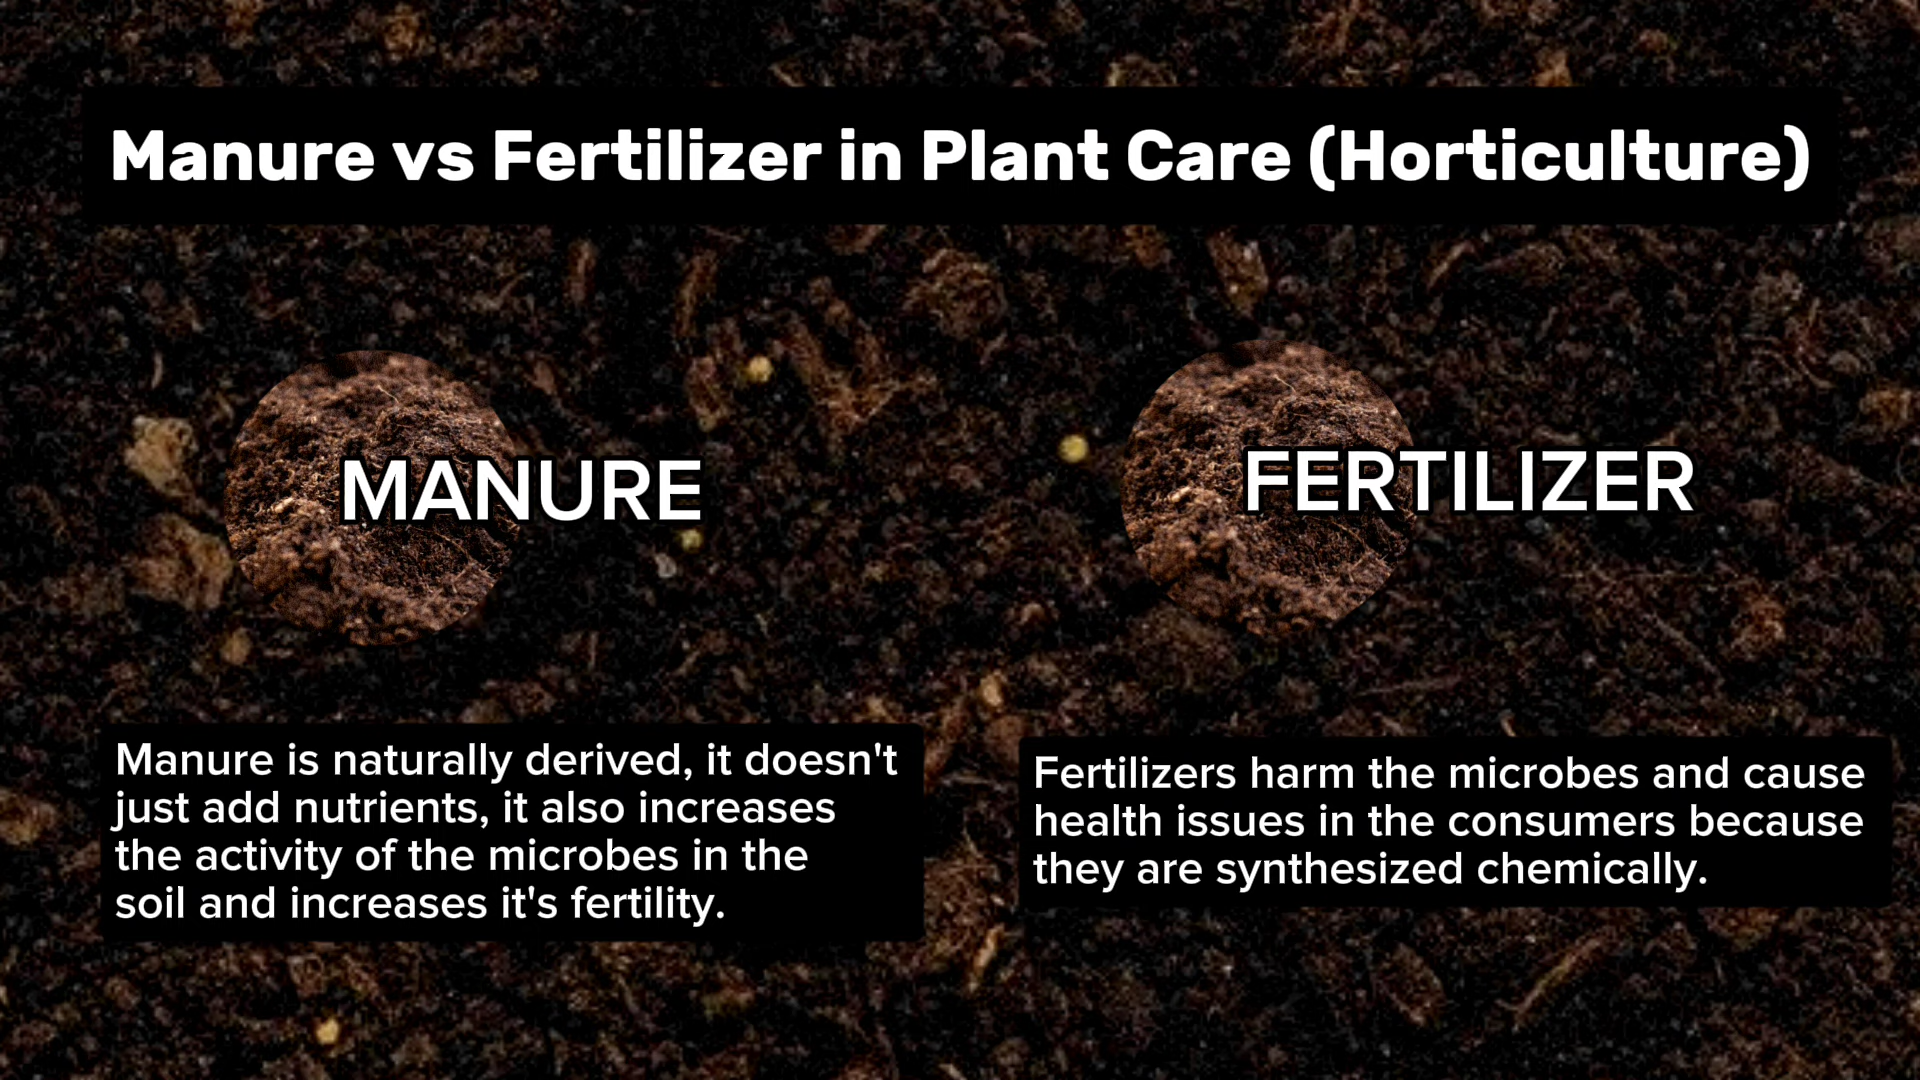 Manure vs Fertilizer in Plant Care (Horticulture)
MANURE
Manure is naturally derived, it doesn't
just add nutrients, it also increases
the activity of the microbes in the
soil and increases it's fertility.
FERTILIZER
Fertilizers harm the microbes and cause
health issues in the consumers because
they are synthesized chemically.